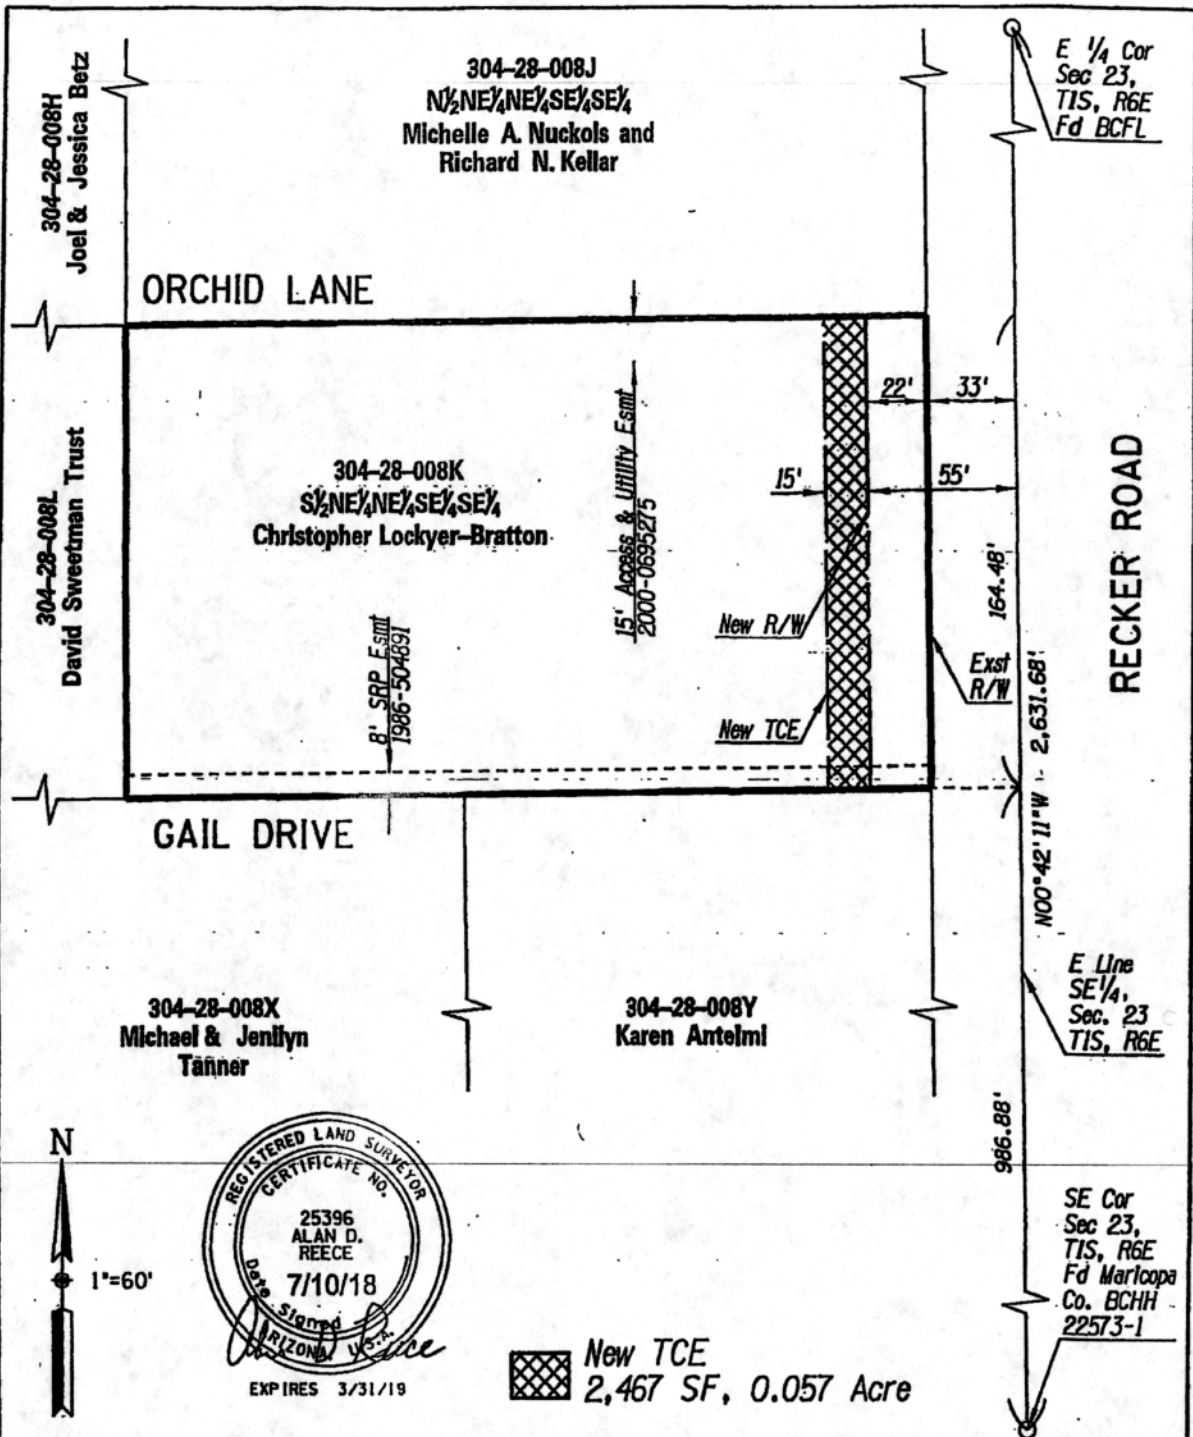 304-28-008J
N½NE¼NE¼SE¼SE¼
Michelle A. Nuckols and
Richard N. Kellar
304-28-008H
Joel & Jessica Betz
E ¼ Cor
Sec 23,
T1S, R6E
Fd BCFL
ORCHID LANE
304-28-008L
David Sweetman Trust
304-28-008K
S½NE¼NE¼SE¼SE¼
Christopher Lockyer-Bratton
15' Access & Utility Esmt
2000-0695275
8' SRP Esmt
1986-504891
22'
33'
15'
55'
New R/W
New TCE
Exst
R/W
164.48'
N00°42'11"W 2,631.68'
RECKER ROAD
GAIL DRIVE
304-28-008X
Michael & Jenilyn
Tanner
304-28-008Y
Karen Antelmi
E Line
SE¼,
Sec. 23
T1S, R6E
986.88'
SE Cor
Sec 23,
T1S, R6E
Fd Maricopa
Co. BCHH
22573-1
N
1"=60'
REGISTERED LAND SURVEYOR
CERTIFICATE NO.
25396
ALAN D.
REECE
7/10/18
Date Signed
ARIZONA, U.S.A.
EXPIRES 3/31/19
New TCE
2,467 SF, 0.057 Acre